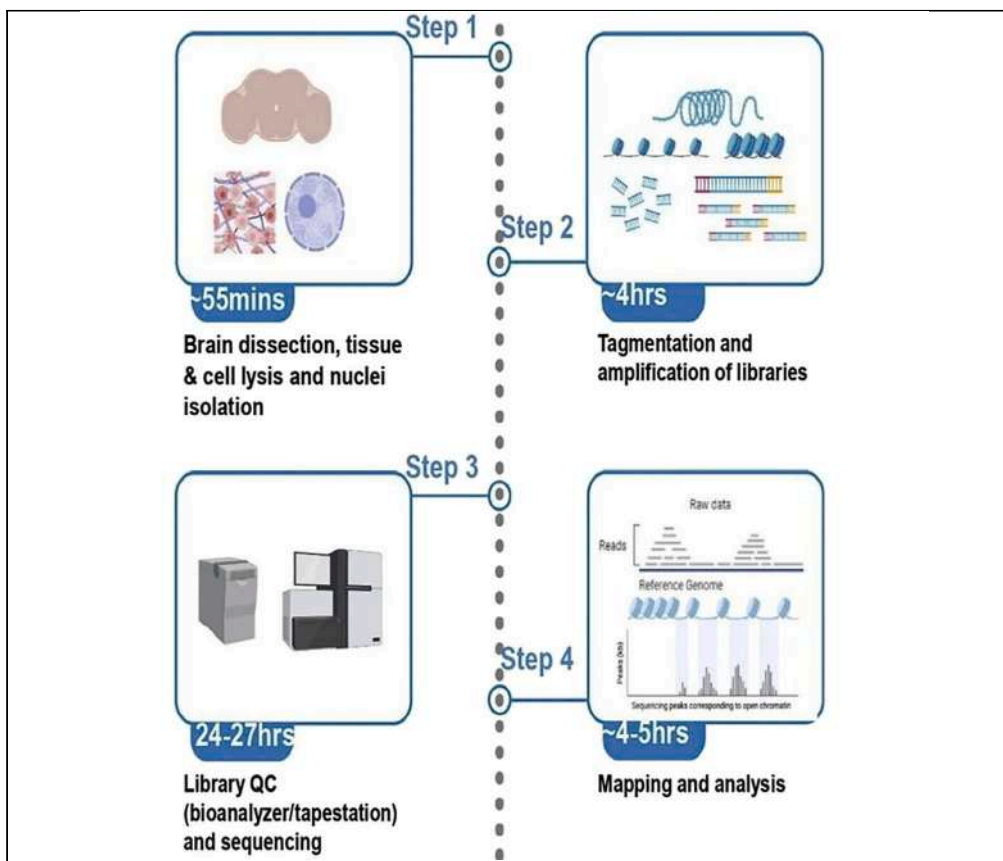 Step 1
~55mins
Brain dissection, tissue
& cell lysis and nuclei
isolation
Step 2
~4hrs
Tagmentation and
amplification of libraries
Step 3
24-27hrs
Library QC
(bioanalyzer/tapestation)
and sequencing
Step 4
Raw data
Reads
Reference Genome
Peaks (kb)
Sequencing peaks corresponding to open chromatin
~4-5hrs
Mapping and analysis